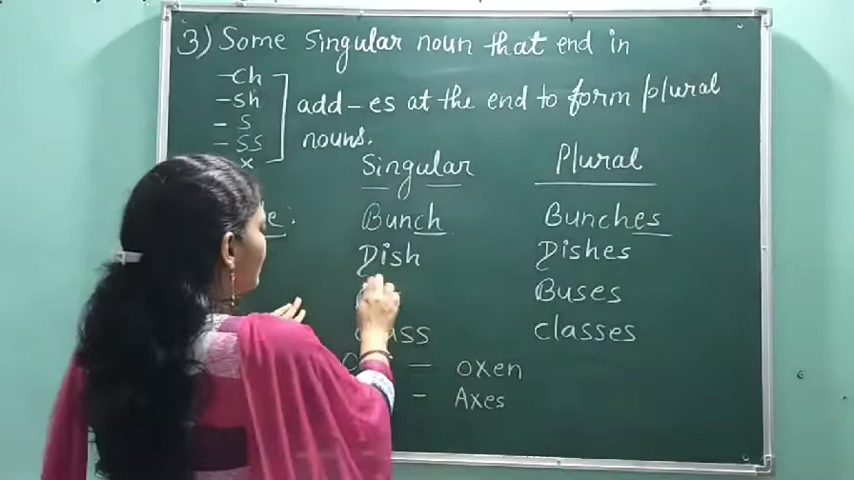 3) Some Singular noun that end in
- ch
- sh
- s
- ss
x
add - es at the end to form plural
nouns.
Singular Plural
Bunch Bunches
Dish Dishes
Buses
classes
- oxen
- Axes